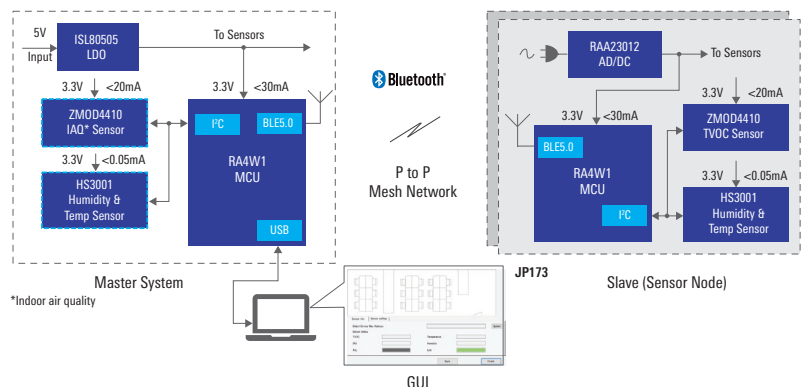 5V
Input
ISL80505
LDO
To Sensors
3.3V <20mA
3.3V <30mA
ZMOD4410
IAQ* Sensor
I²C
BLE5.0
3.3V <0.05mA
RA4W1
MCU
HS3001
Humidity &
Temp Sensor
USB
Master System
*Indoor air quality
Bluetooth®
P to P
Mesh Network
RAA23012
AD/DC
To Sensors
3.3V <30mA
3.3V <20mA
BLE5.0
RA4W1
MCU
ZMOD4410
TVOC Sensor
3.3V <0.05mA
I²C
HS3001
Humidity &
Temp Sensor
JP173
Slave (Sensor Node)
GUI